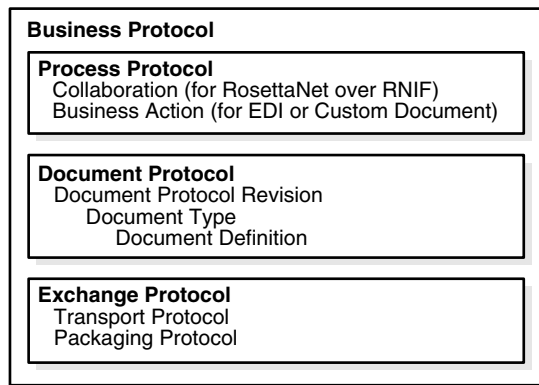 Business Protocol
Process Protocol
Collaboration (for RosettaNet over RNIF)
Business Action (for EDI or Custom Document)
Document Protocol
Document Protocol Revision
Document Type
Document Definition
Exchange Protocol
Transport Protocol
Packaging Protocol